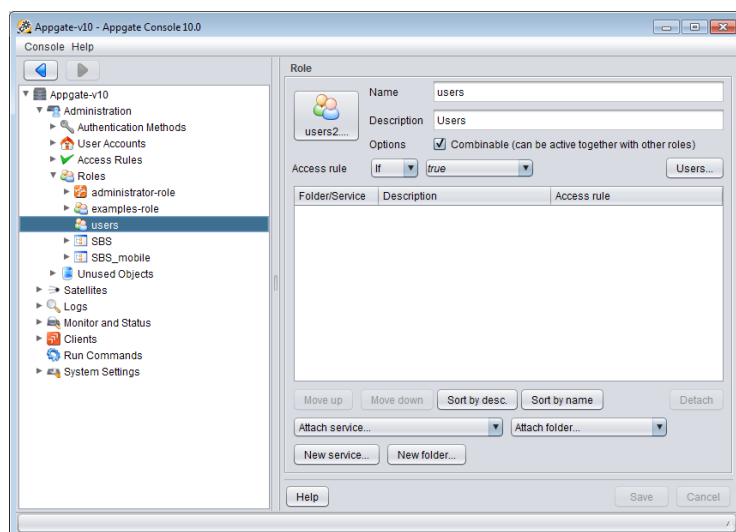 Appgate-v10 - Appgate Console 10.0
Console Help
Appgate-v10
Administration
Authentication Methods
User Accounts
Access Rules
Roles
administrator-role
examples-role
users
SBS
SBS_mobile
Unused Objects
Satellites
Logs
Monitor and Status
Clients
Run Commands
System Settings
Role
users2....
Name users
Description Users
Options Combinable (can be active together with other roles)
Access rule If true Users...
Folder/Service Description Access rule
Move up Move down Sort by desc. Sort by name Detach
Attach service... Attach folder...
New service... New folder...
Help Save Cancel